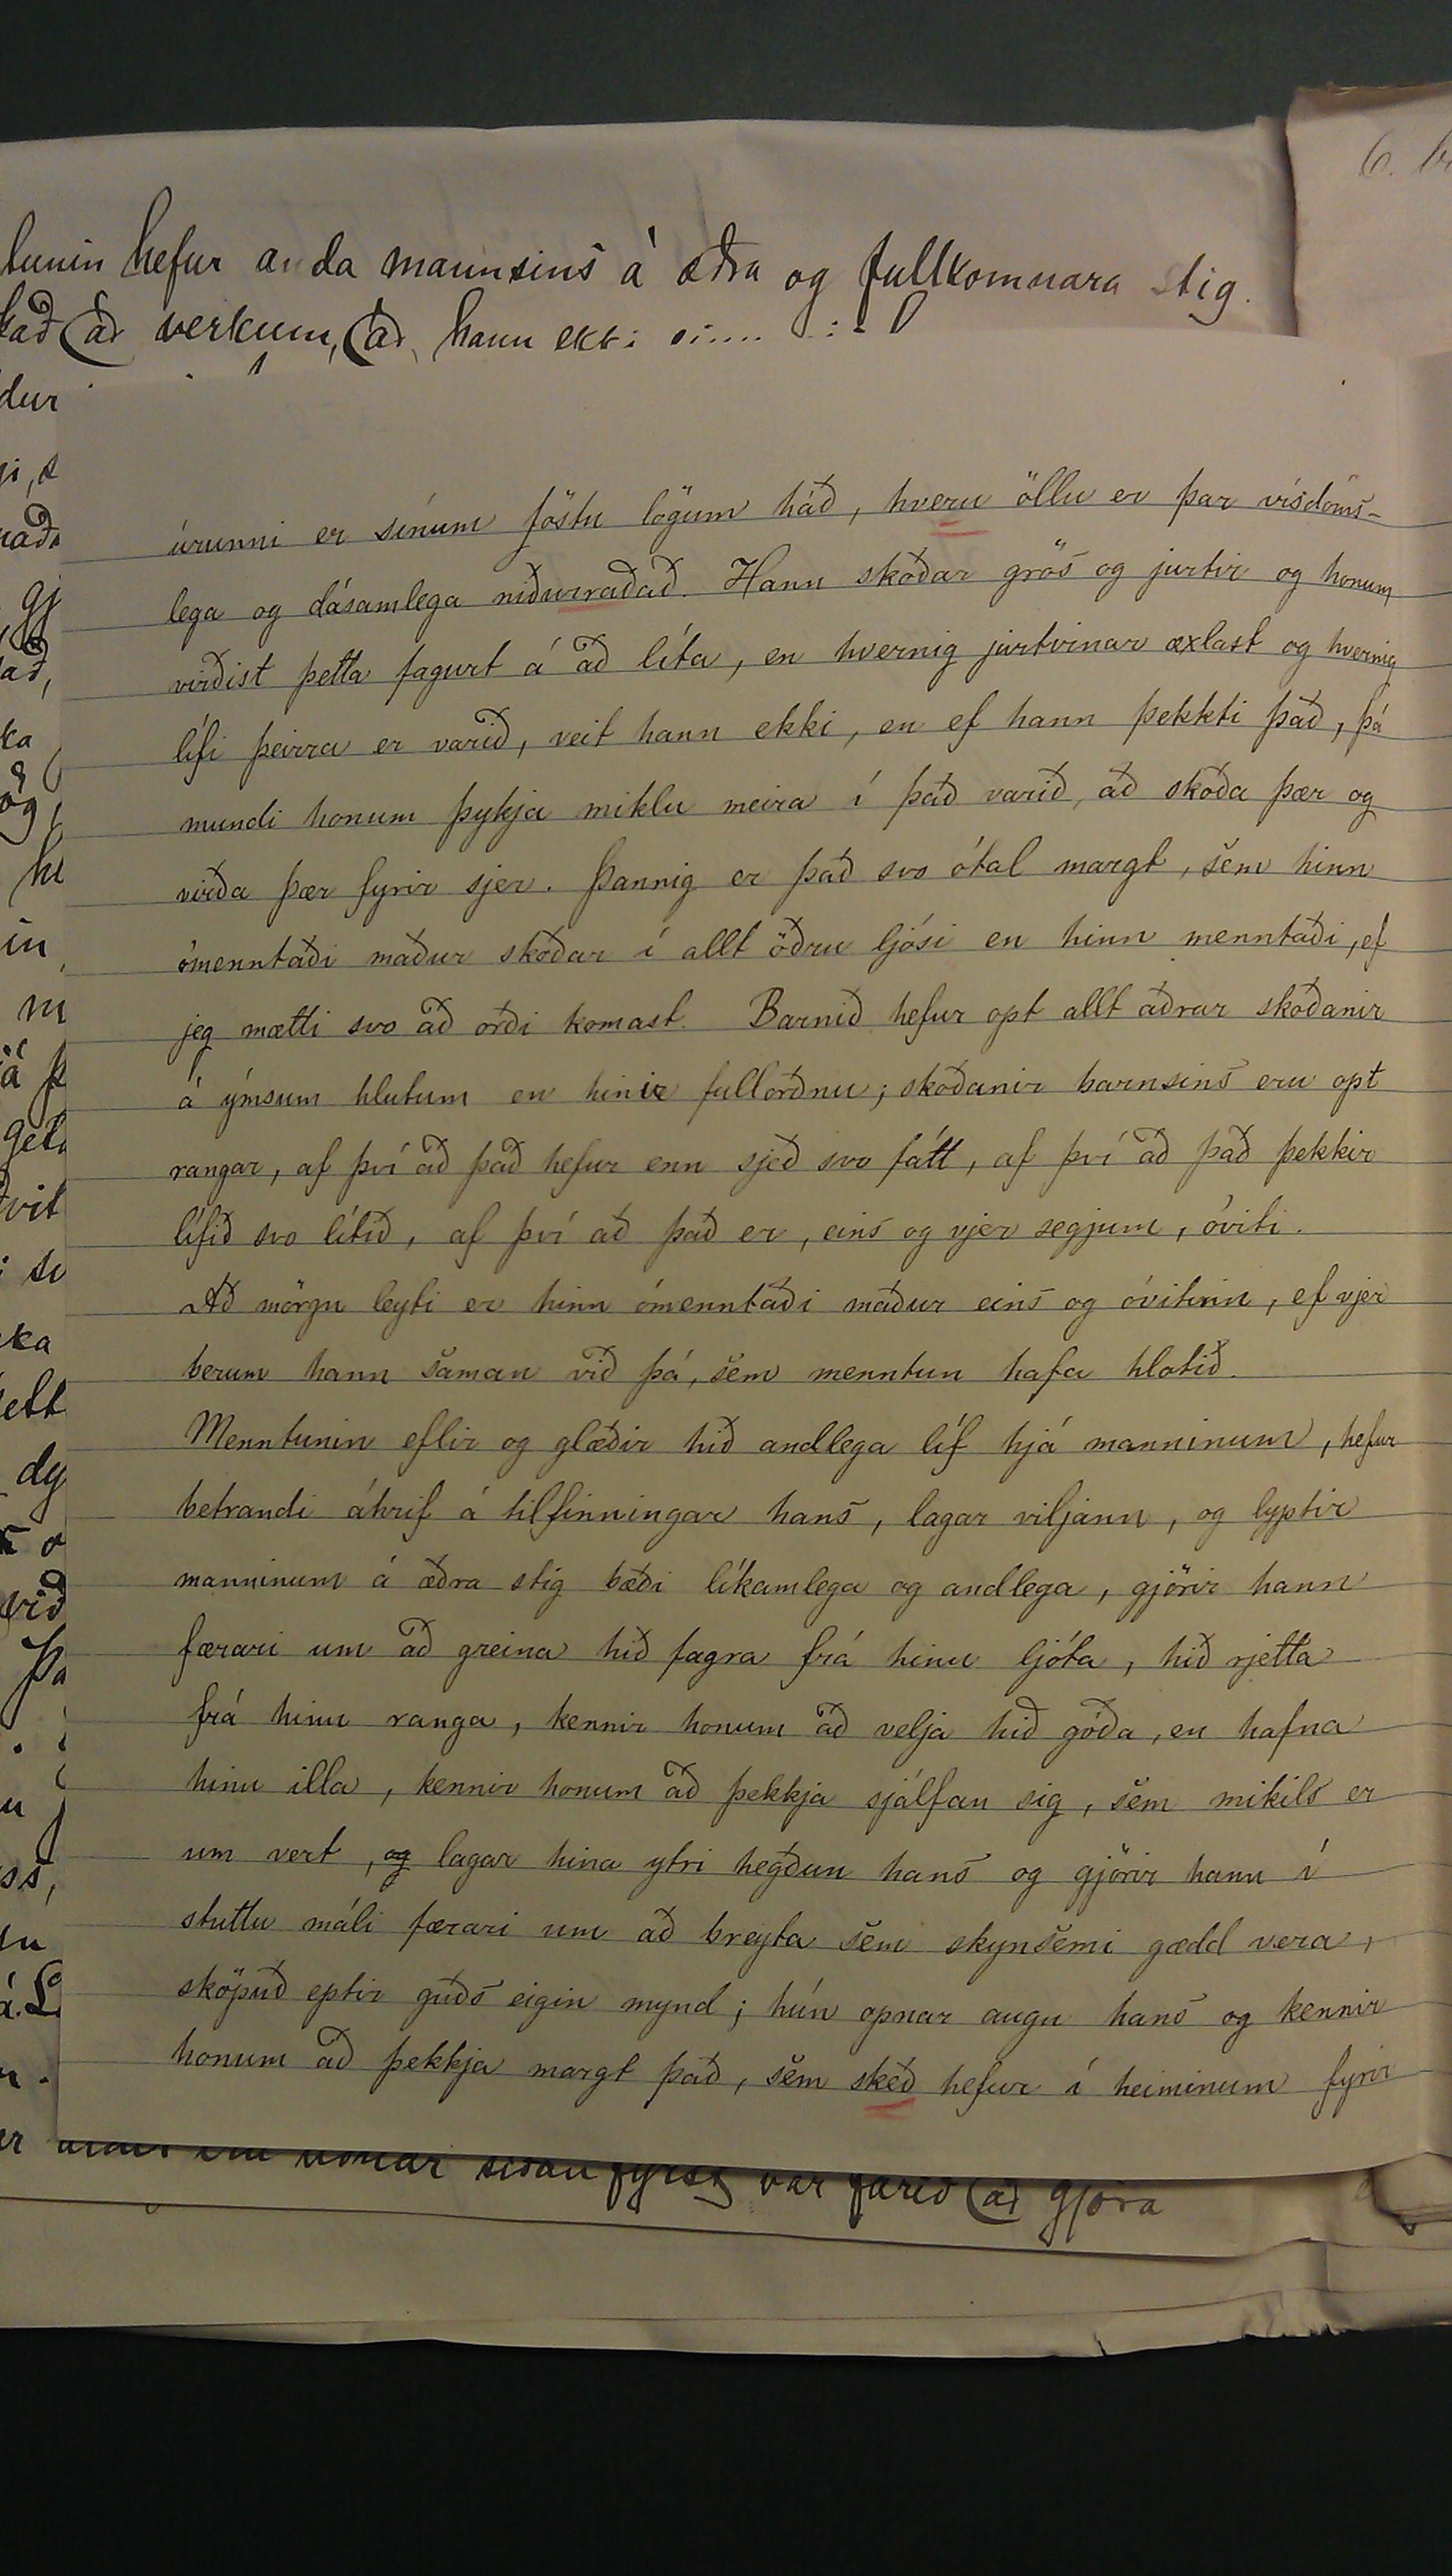 tunin hefur anda mannsins á æðra og fullkomnara stig.
að verkum, að hann ekki
úrunni er sínum föstu lögum háð, hveru öllu er þar vísdóms-
lega og dásamlega niðurraðað. Hann skoðar grös og jurtir og honum
virðist þetta fagurt á að líta, en hvernig jurtirnar æxlast og hvernig
lífi þeirra er varið, veit hann ekki, en ef hann þekkti það, þá
mundi honum þykja miklu meira í það varið, að skoða þær og
virða þær fyrir sjer. Þannig er það svo ótal margt, sem hinn
ómenntaði maður skoðar í allt öðru ljósi en hinn menntaði, ef
jeg mætti svo að orði komast. Barnið hefur opt allt aðrar skoðanir
á ýmsum hlutum en hinir fullorðnu; skoðanir barnsins eru opt
rangar, af því að það hefur enn sjeð svo fátt, af því að það þekkir
lífið svo lítið, af því að það er, eins og vjer segjum, óviti.
Að mörgu leyti er hinn ómenntaði maður eins og óvitinn, ef vjer
berum hann saman við þá, sem menntun hafa hlotið.
Menntunin eflir og glæðir hið andlega líf hjá manninum, hefur
betrandi áhrif á tilfinningar hans, lagar viljann, og lyptir
manninum á æðra stig bæði líkamlega og andlega, gjörir hann
færari um að greina hið fagra frá hinu ljóta, hið rjetta
frá hinu ranga, kennir honum að velja hið góða, en hafna
hinu illa, kennir honum að þekkja sjálfan sig, sem mikils er
um vert, og lagar hina ytri hegðun hans og gjörir hann í
stuttu máli færari um að breyta sem skynsemi gædd vera,
sköpuð eptir guðs eigin mynd; hún opnar augu hans og kennir
honum að þekkja margt það, sem skeð hefur í heiminum fyrir
síðan fyrst var farið að gjöra